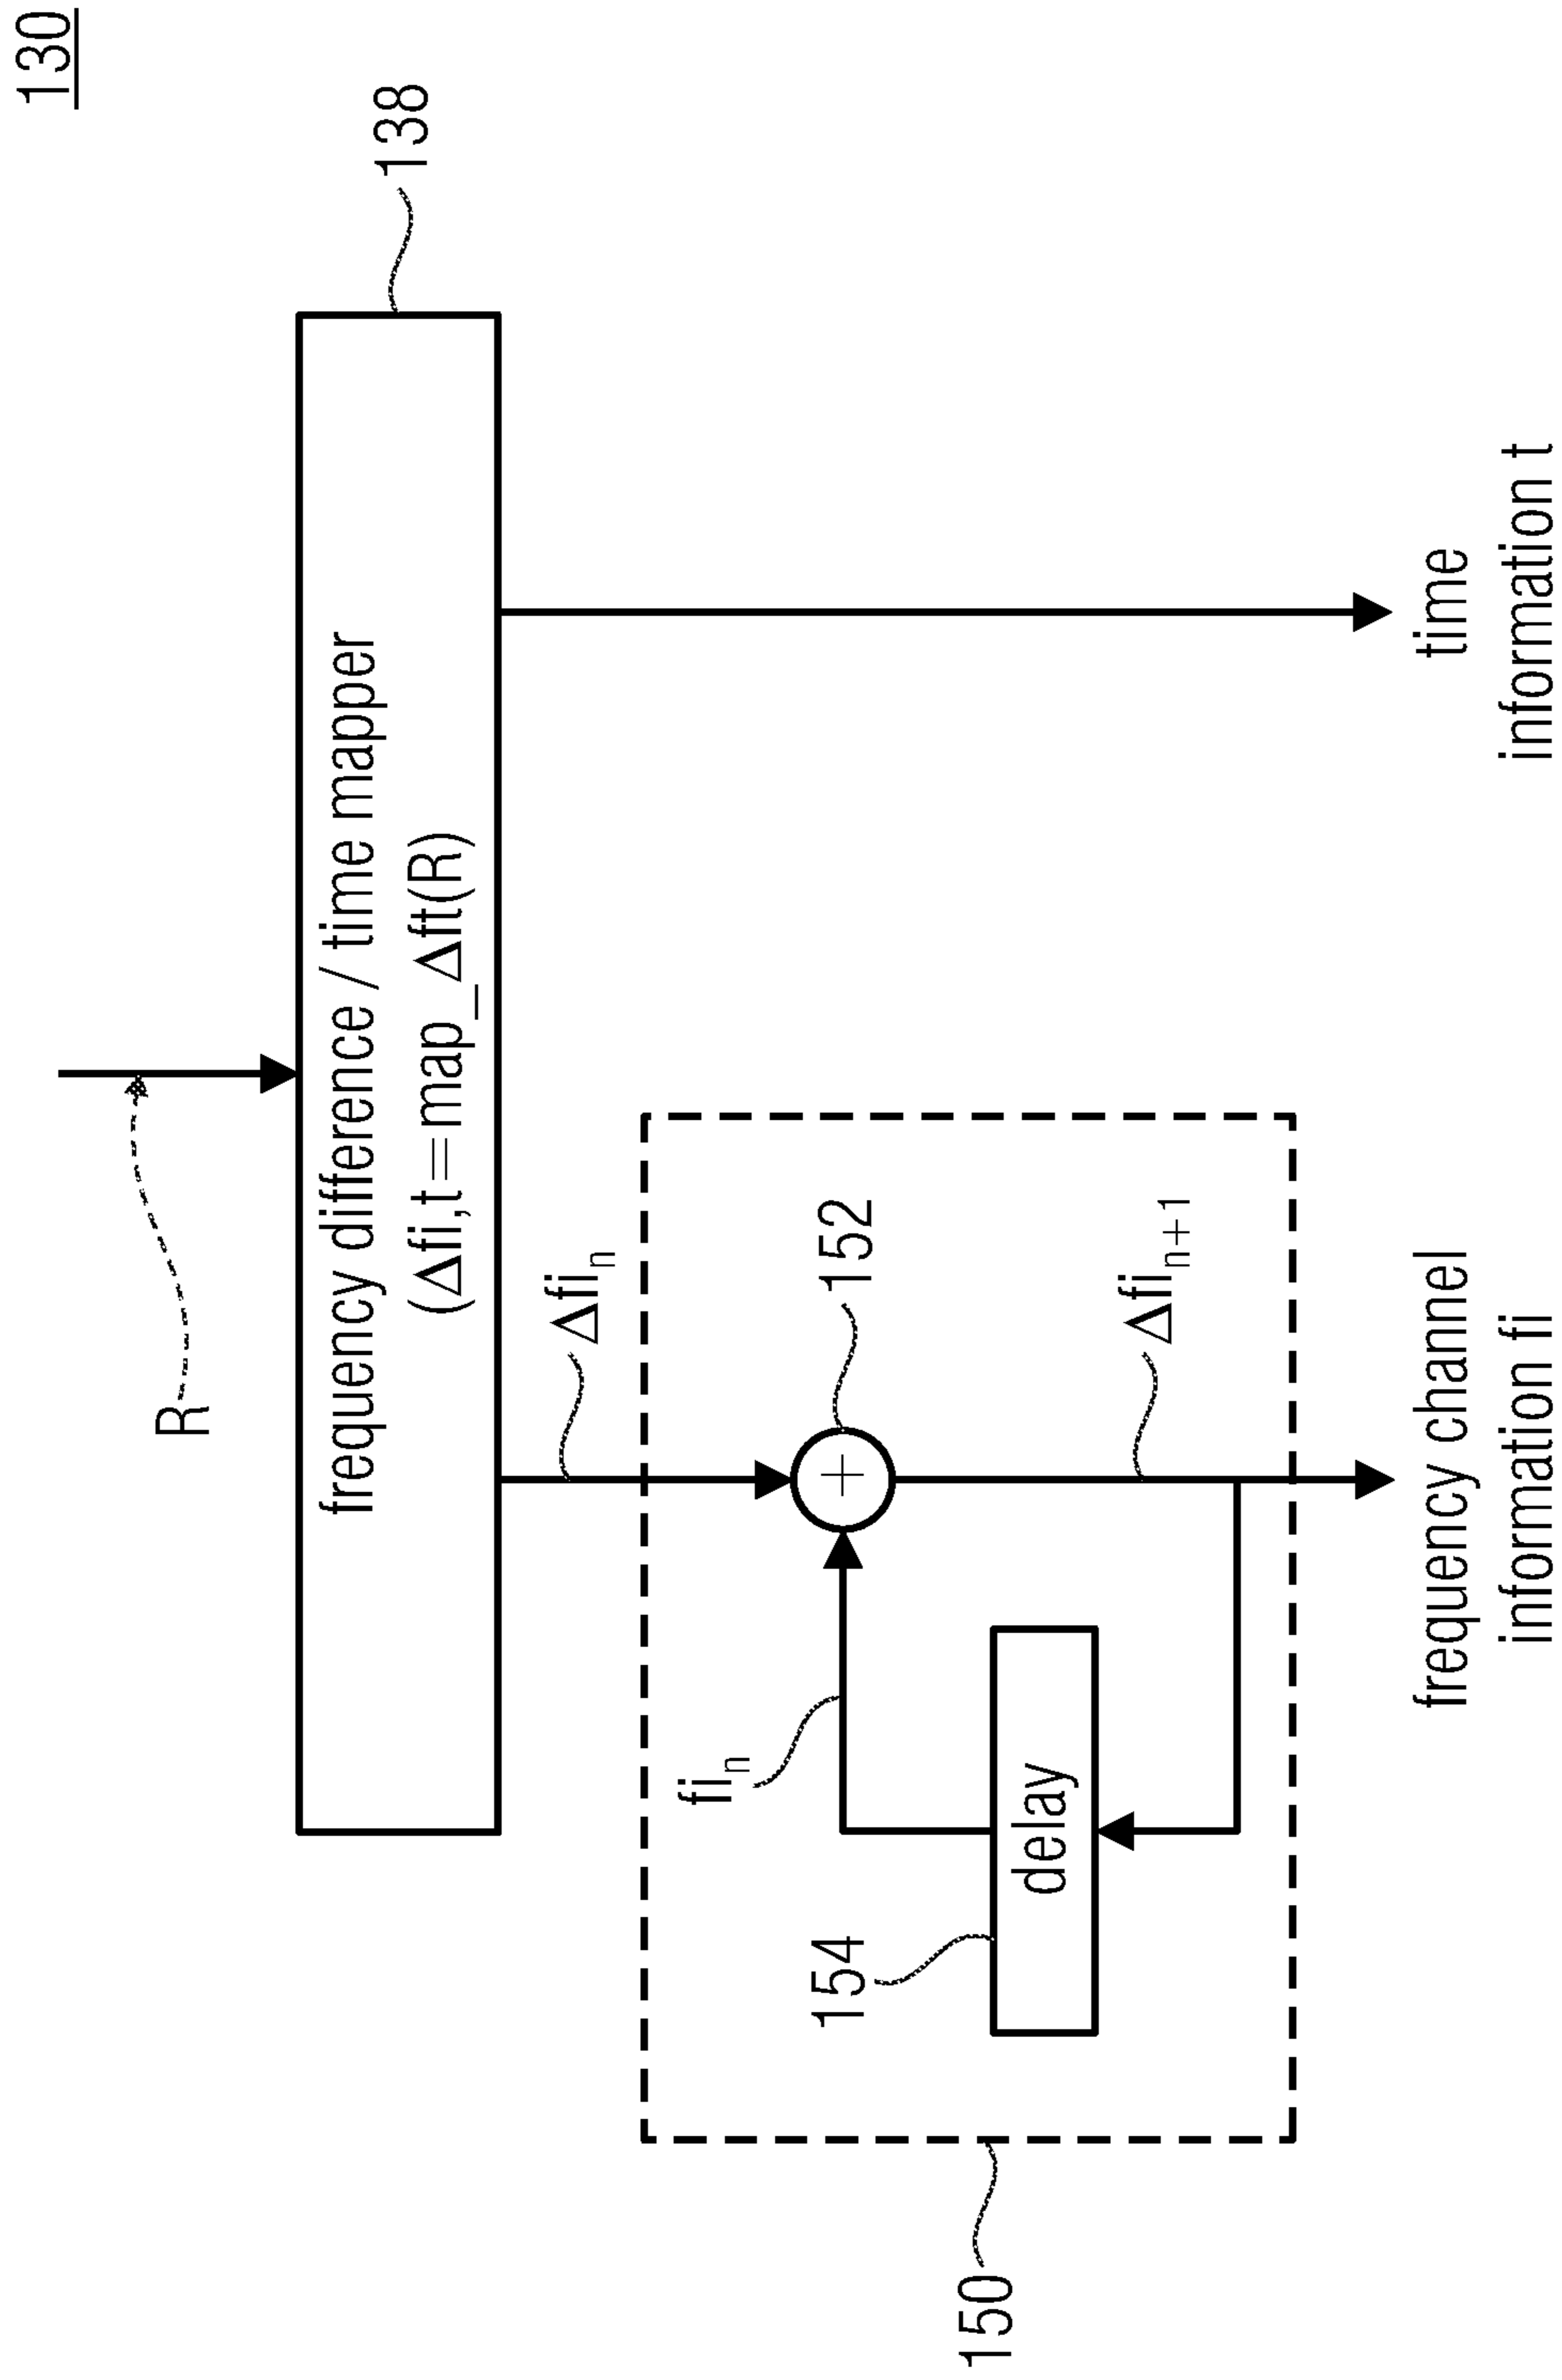 130
R
138
frequency difference / time mapper
(Δfi,t=map_Δft(R)
Δfiₙ
152
fiₙ
154
delay
Δfiₙ₊₁
150
frequency channel
information fi
time
information t